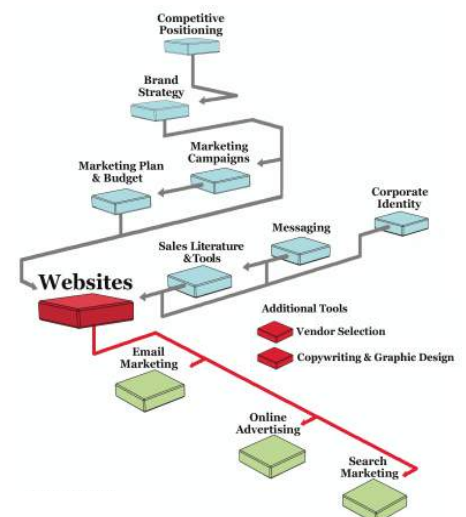 Competitive
Positioning
Brand
Strategy
Marketing
Campaigns
Marketing Plan
& Budget
Corporate
Identity
Messaging
Sales Literature
&Tools
Websites
Additional Tools
Vendor Selection
Copywriting & Graphic Design
Email
Marketing
Online
Advertising
Search
Marketing